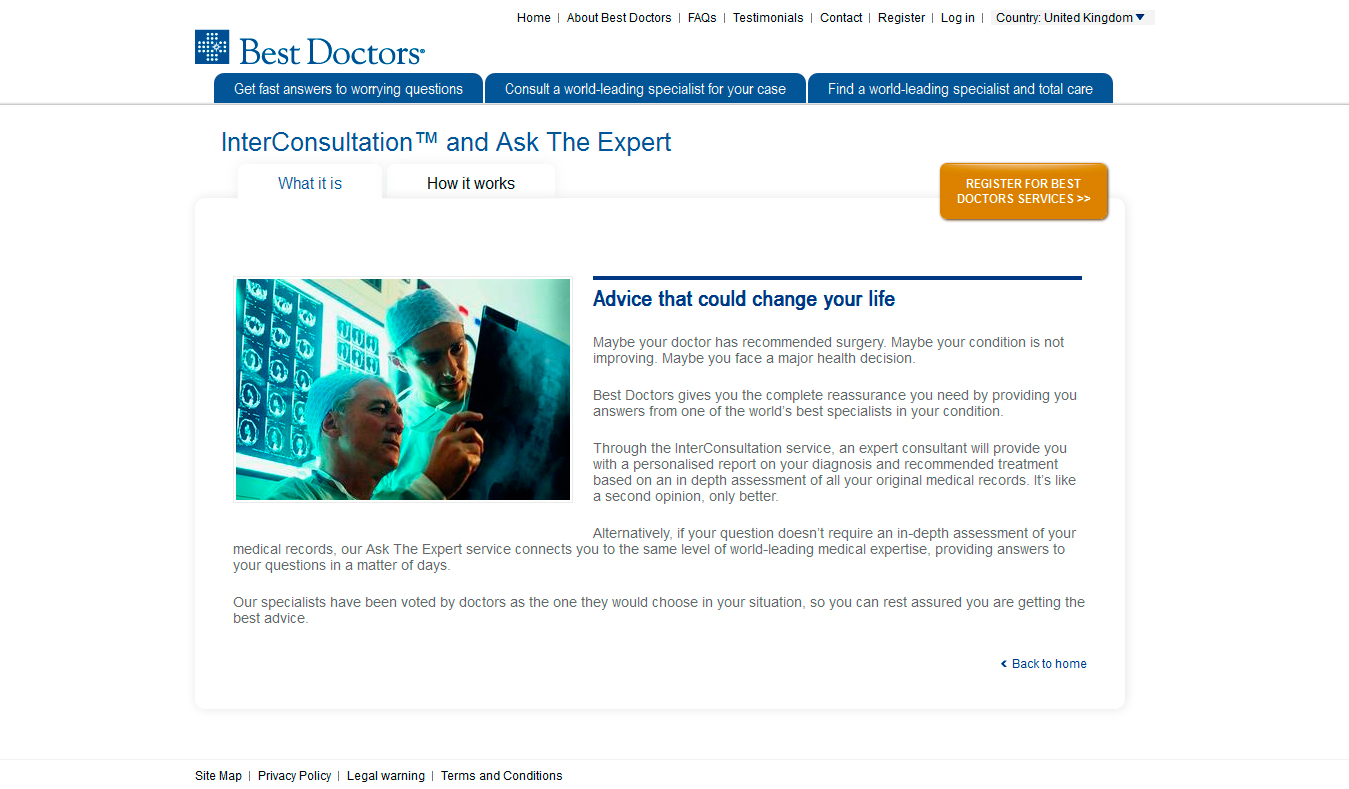 Home | About Best Doctors | FAQs | Testimonials | Contact | Register | Log in | Country: United Kingdom
Best Doctors®
Get fast answers to worrying questions
Consult a world-leading specialist for your case
Find a world-leading specialist and total care
InterConsultation™ and Ask The Expert
What it is
How it works
REGISTER FOR BEST
DOCTORS SERVICES >>
Advice that could change your life
Maybe your doctor has recommended surgery. Maybe your condition is not
improving. Maybe you face a major health decision.
Best Doctors gives you the complete reassurance you need by providing you
answers from one of the world’s best specialists in your condition.
Through the InterConsultation service, an expert consultant will provide you
with a personalised report on your diagnosis and recommended treatment
based on an in depth assessment of all your original medical records. It’s like
a second opinion, only better.
Alternatively, if your question doesn’t require an in-depth assessment of your
medical records, our Ask The Expert service connects you to the same level of world-leading medical expertise, providing answers to
your questions in a matter of days.
Our specialists have been voted by doctors as the one they would choose in your situation, so you can rest assured you are getting the
best advice.
Back to home
Site Map | Privacy Policy | Legal warning | Terms and Conditions